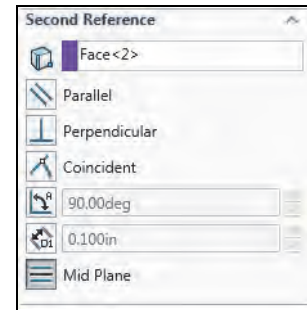 Second Reference
Face<2>
Parallel
Perpendicular
Coincident
90.00deg
0.100in
Mid Plane